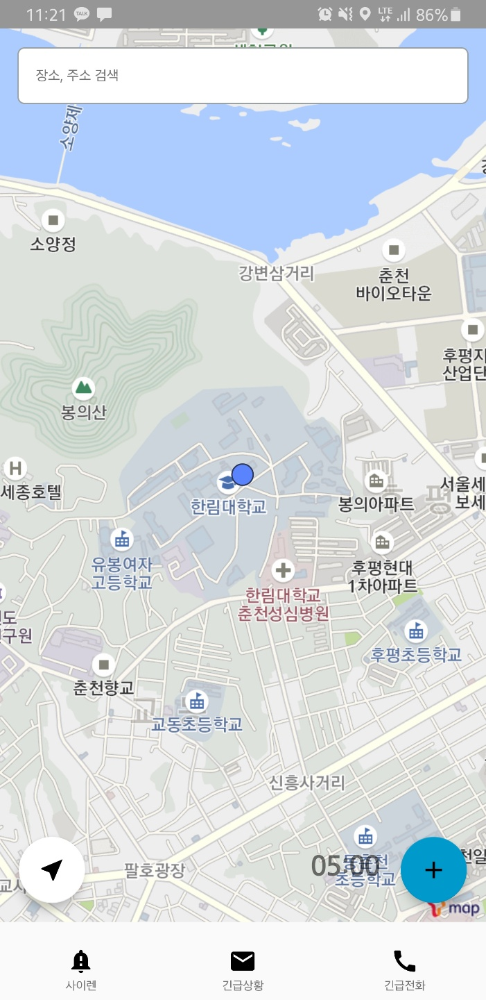 11:21 TALK LTE 86%
장소, 주소 검색
소양제
소양정
강변삼거리
춘천
바이오타운
후평지
산업단
봉의산
세종호텔
한림대학교
봉의아파트
평
서울세
보세
유봉여자
고등학교
후평현대
1차아파트
한림대학교
춘천성심병원
구원
후평초등학교
춘천향교
교동
교동초등학교
신흥사거리
팔호광장
05:00
초등학교
천일
map
사이렌
긴급상황
긴급전화